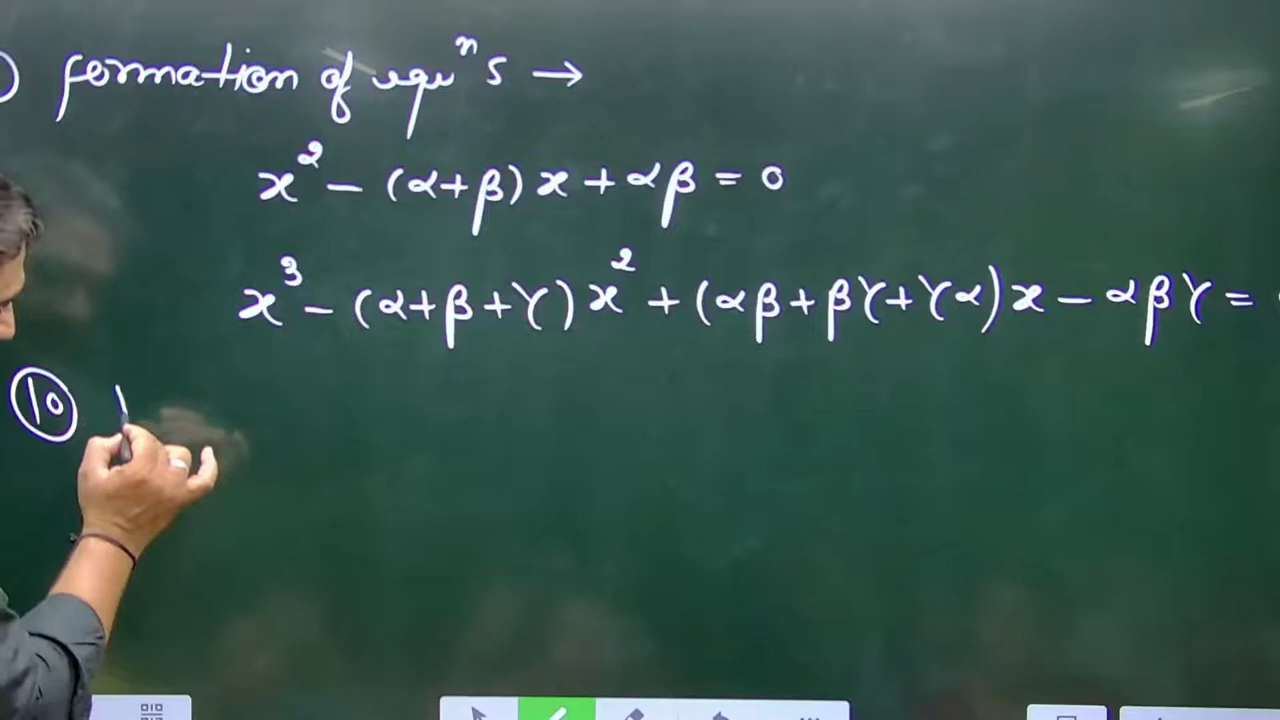 ) formation of equⁿs →
x² − (α+β)x + αβ = 0
x³ − (α+β+γ)x² + (αβ+βγ+γα)x − αβγ =
⑩